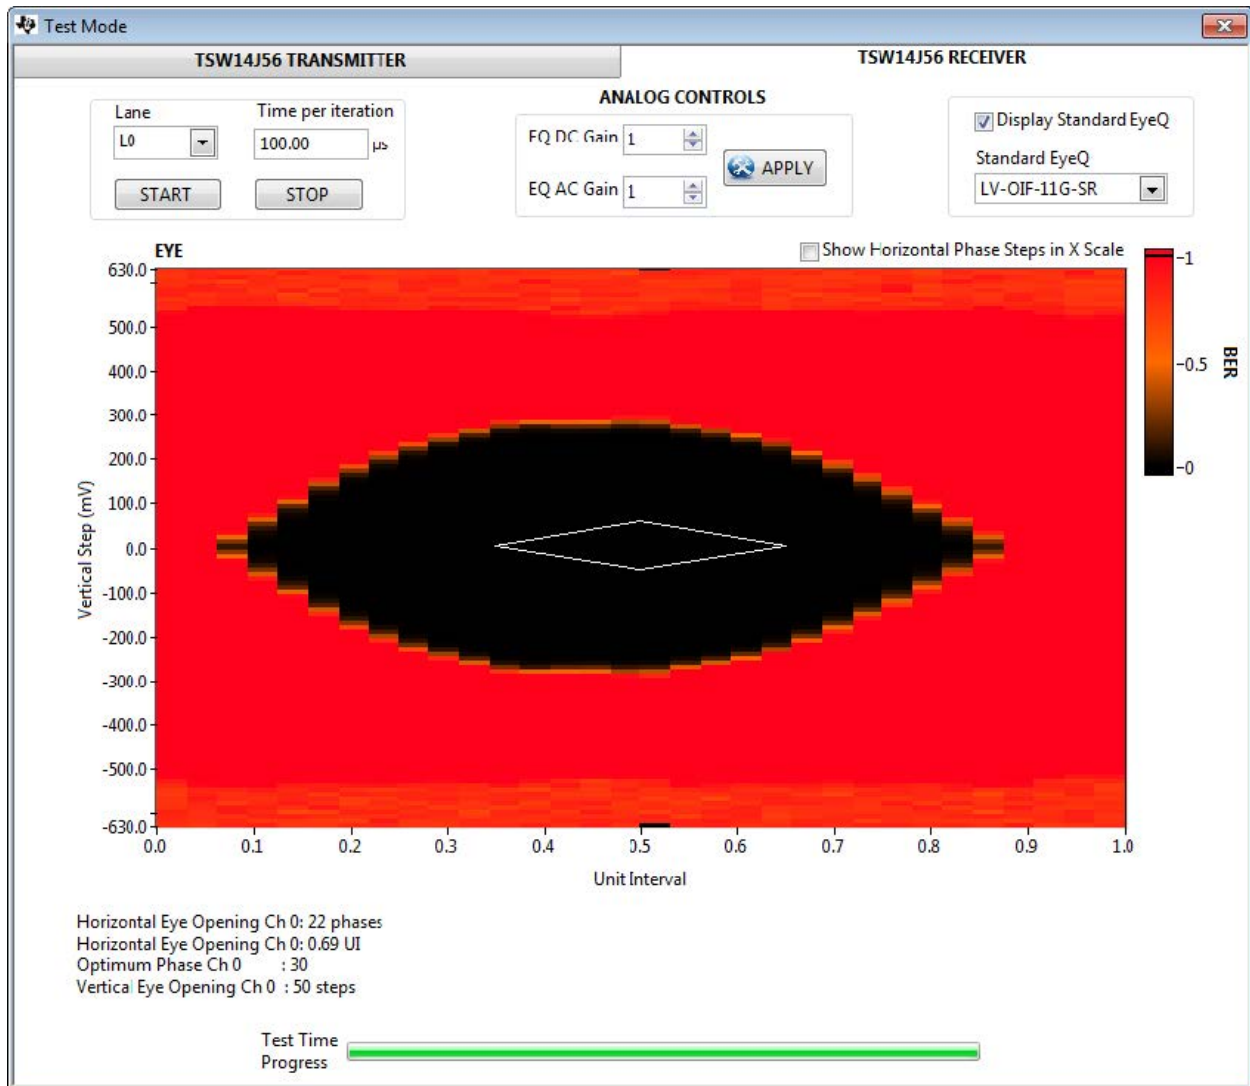 Test Mode
TSW14J56 TRANSMITTER
TSW14J56 RECEIVER
Lane
L0
Time per iteration
100.00 µs
START
STOP
ANALOG CONTROLS
EQ DC Gain 1
EQ AC Gain 1
APPLY
Display Standard EyeQ
Standard EyeQ
LV-OIF-11G-SR
EYE
Show Horizontal Phase Steps in X Scale
630.0
500.0
400.0
300.0
200.0
100.0
0.0
-100.0
-200.0
-300.0
-400.0
-500.0
-630.0
Vertical Step (mV)
0.0 0.1 0.2 0.3 0.4 0.5 0.6 0.7 0.8 0.9 1.0
Unit Interval
1
0.5
0
BER
Horizontal Eye Opening Ch 0: 22 phases
Horizontal Eye Opening Ch 0: 0.69 UI
Optimum Phase Ch 0 : 30
Vertical Eye Opening Ch 0 : 50 steps
Test Time
Progress